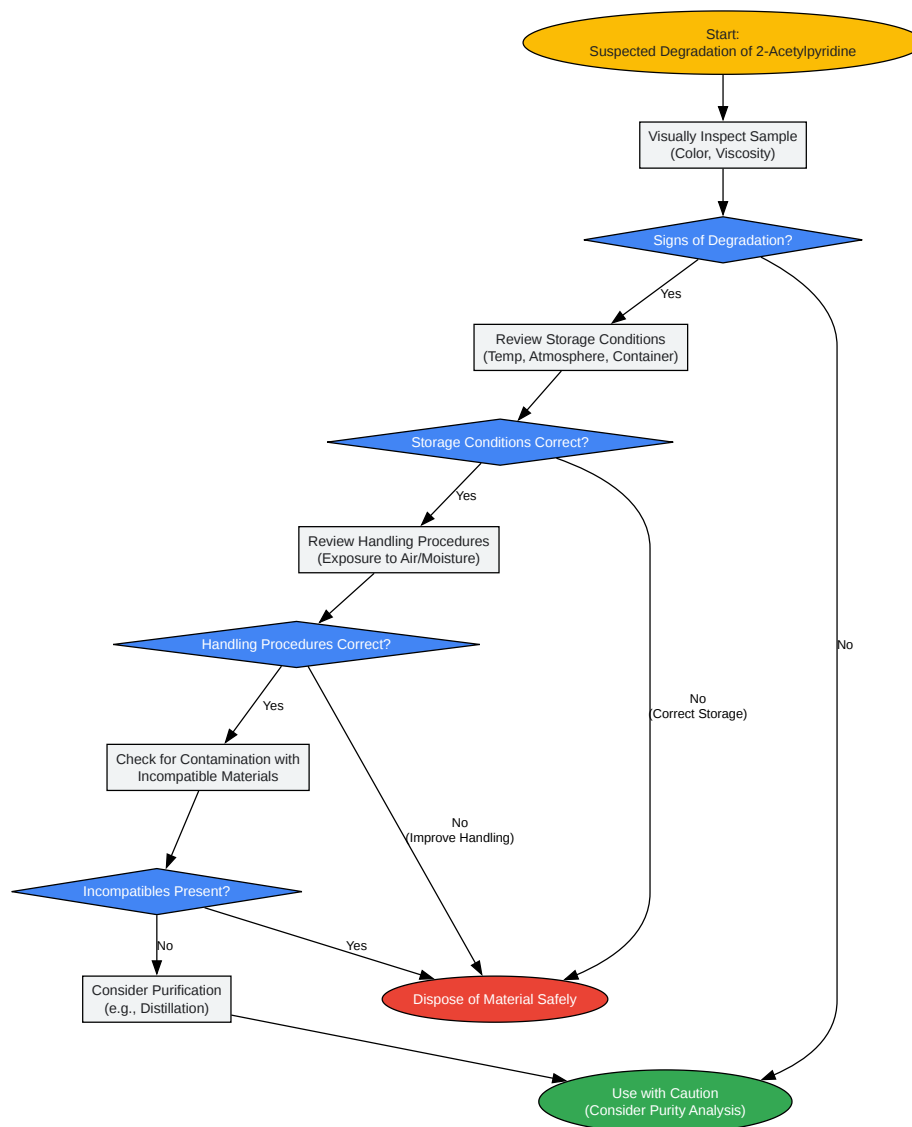 Start:
Suspected Degradation of 2-Acetylpyridine
Visually Inspect Sample
(Color, Viscosity)
Signs of Degradation?
Yes
Review Storage Conditions
(Temp, Atmosphere, Container)
Storage Conditions Correct?
Yes
Review Handling Procedures
(Exposure to Air/Moisture)
Handling Procedures Correct?
No
Yes
No
(Correct Storage)
Check for Contamination with
Incompatible Materials
No
(Improve Handling)
Incompatibles Present?
No
Yes
Consider Purification
(e.g., Distillation)
Dispose of Material Safely
Use with Caution
(Consider Purity Analysis)